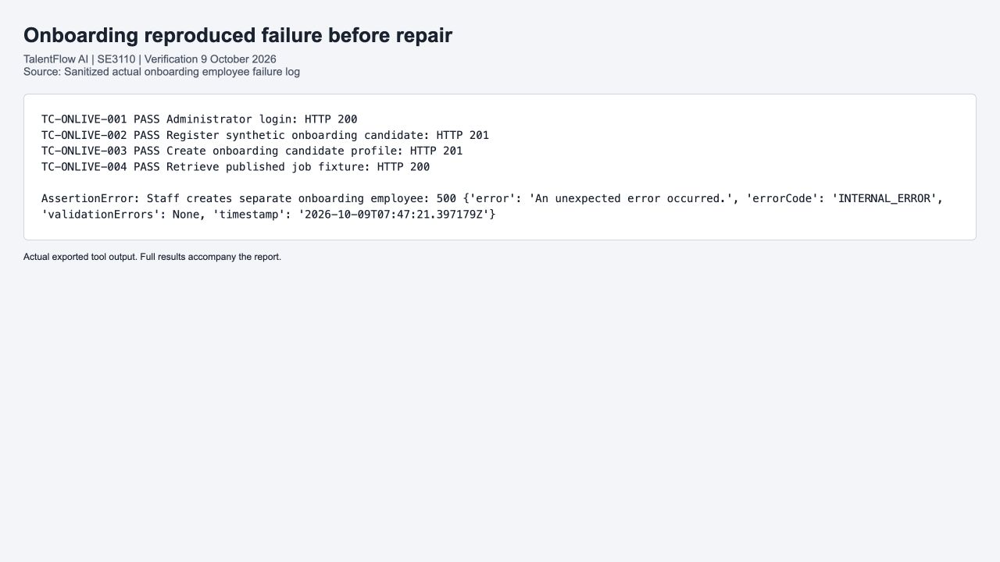 Onboarding reproduced failure before repair
TalentFlow AI | SE3110 | Verification 9 October 2026
Source: Sanitized actual onboarding employee failure log
TC-ONLIVE-001 PASS Administrator login: HTTP 200
TC-ONLIVE-002 PASS Register synthetic onboarding candidate: HTTP 201
TC-ONLIVE-003 PASS Create onboarding candidate profile: HTTP 201
TC-ONLIVE-004 PASS Retrieve published job fixture: HTTP 200
AssertionError: Staff creates separate onboarding employee: 500 {'error': 'An unexpected error occurred.', 'errorCode': 'INTERNAL_ERROR',
'validationErrors': None, 'timestamp': '2026-10-09T07:47:21.397179Z'}
Actual exported tool output. Full results accompany the report.